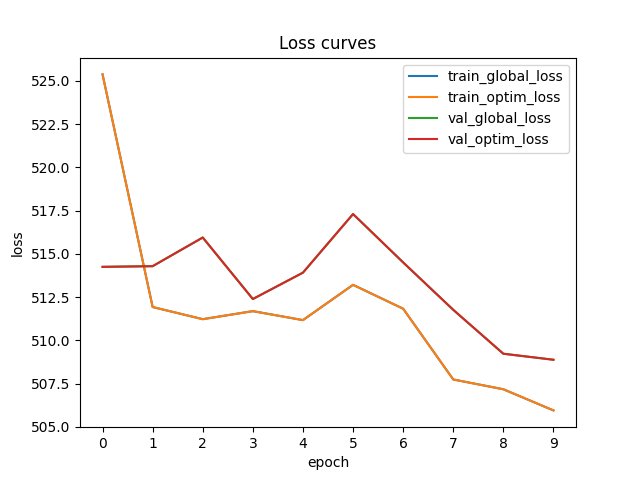 Loss curves
train_global_loss
train_optim_loss
val_global_loss
val_optim_loss
525.0
522.5
520.0
517.5
515.0
512.5
510.0
507.5
505.0
loss
0 1 2 3 4 5 6 7 8 9
epoch